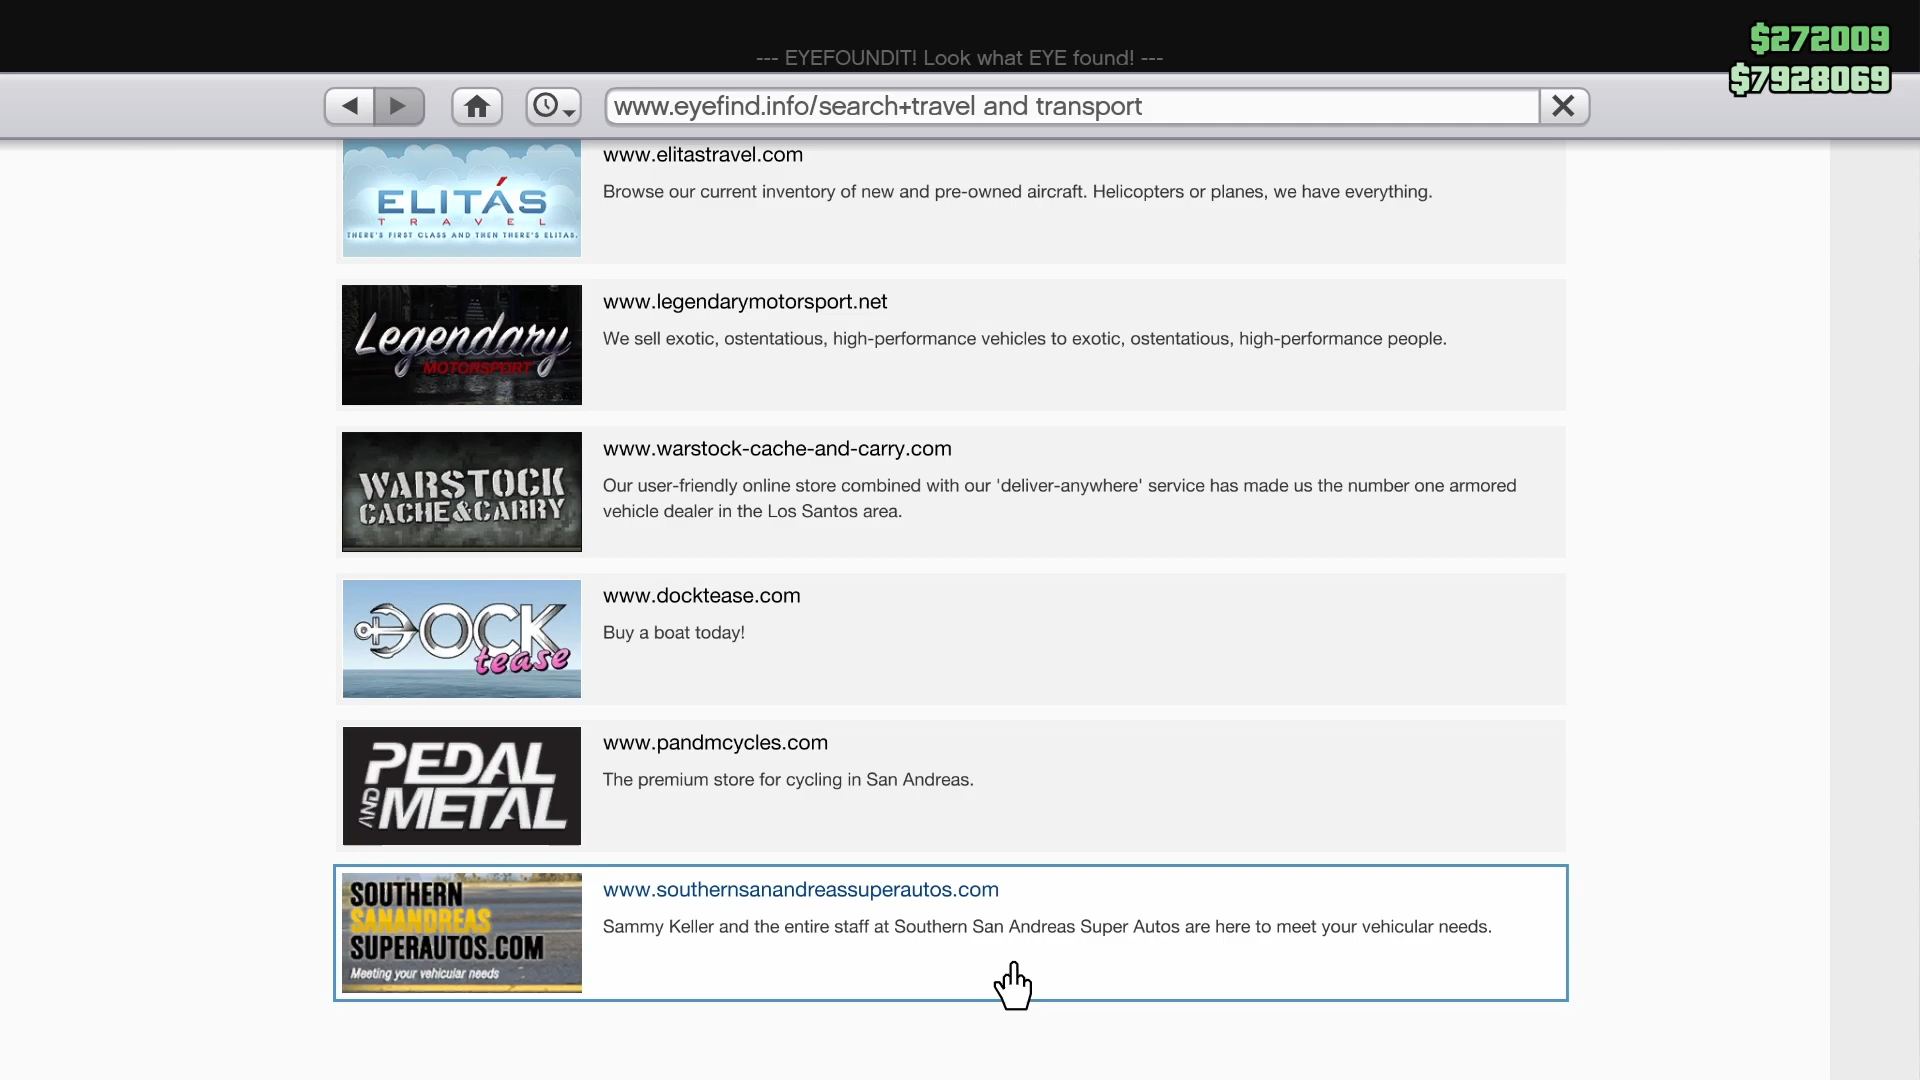 $272009
--- EYEFOUNDIT! Look what EYE found! ---
$7928069
www.eyefind.info/search+travel and transport
ELITÁS
TRAVEL
THERE'S FIRST CLASS AND THEN THERE'S ELITAS.
www.elitastravel.com
Browse our current inventory of new and pre-owned aircraft. Helicopters or planes, we have everything.
Legendary
MOTORSPORT
www.legendarymotorsport.net
We sell exotic, ostentatious, high-performance vehicles to exotic, ostentatious, high-performance people.
WARSTOCK
CACHE&CARRY
www.warstock-cache-and-carry.com
Our user-friendly online store combined with our 'deliver-anywhere' service has made us the number one armored
vehicle dealer in the Los Santos area.
DOCK
tease
www.docktease.com
Buy a boat today!
PEDAL
AND METAL
www.pandmcycles.com
The premium store for cycling in San Andreas.
SOUTHERN
SANANDREAS
SUPERAUTOS.COM
Meeting your vehicular needs
www.southernsanandreassuperautos.com
Sammy Keller and the entire staff at Southern San Andreas Super Autos are here to meet your vehicular needs.